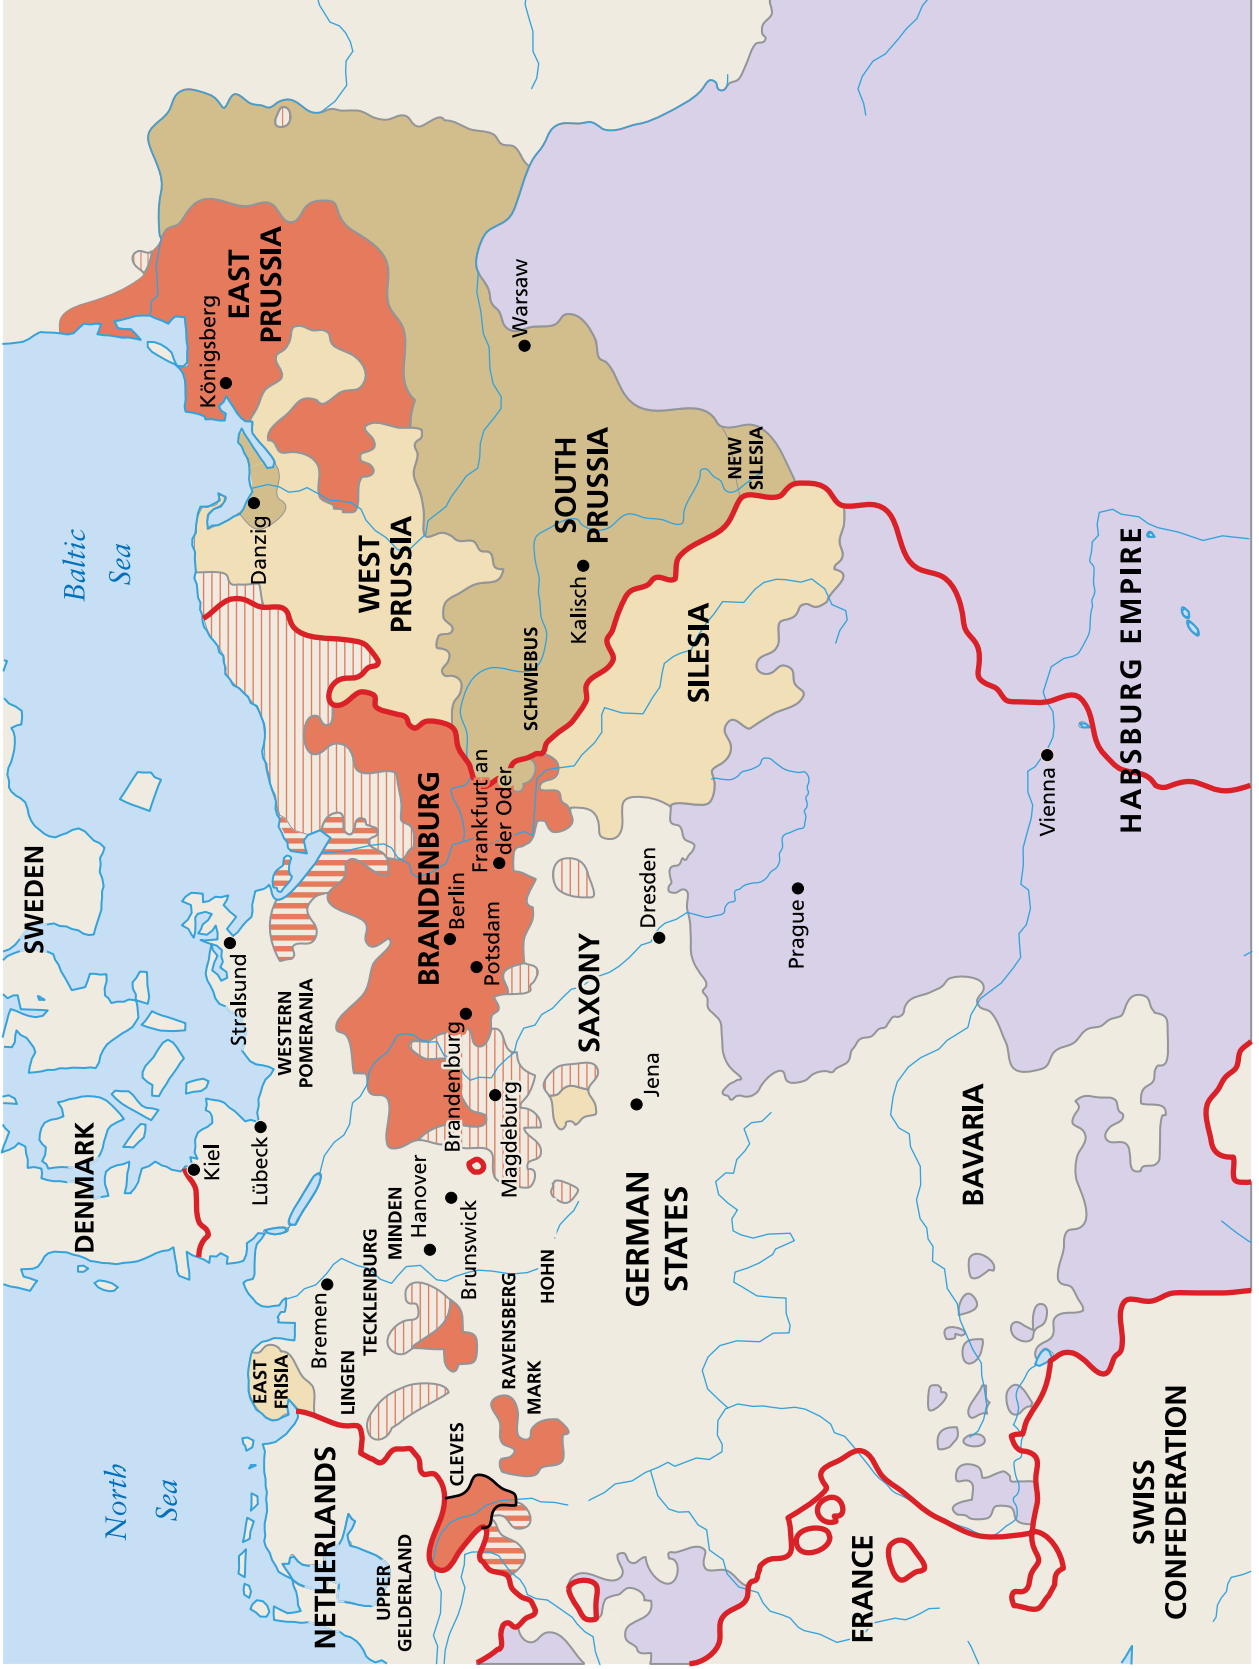 North
Sea
Baltic
Sea
SWEDEN
DENMARK
Kiel
Lübeck
Stralsund
WESTERN
POMERANIA
Danzig
Königsberg
EAST
PRUSSIA
WEST
PRUSSIA
EAST
FRISIA
Bremen
LINGEN
TECKLENBURG
MINDEN
Hanover
Brunswick
RAVENSBERG
MARK
HOHN
NETHERLANDS
UPPER
GELDERLAND
CLEVES
Brandenburg
Magdeburg
BRANDENBURG
Berlin
Potsdam
Frankfurt an
der Oder
SCHWIEBUS
Kalisch
SOUTH
PRUSSIA
Warsaw
NEW
SILESIA
SILESIA
SAXONY
Dresden
Jena
GERMAN
STATES
Prague
FRANCE
BAVARIA
Vienna
HABSBURG EMPIRE
SWISS
CONFEDERATION